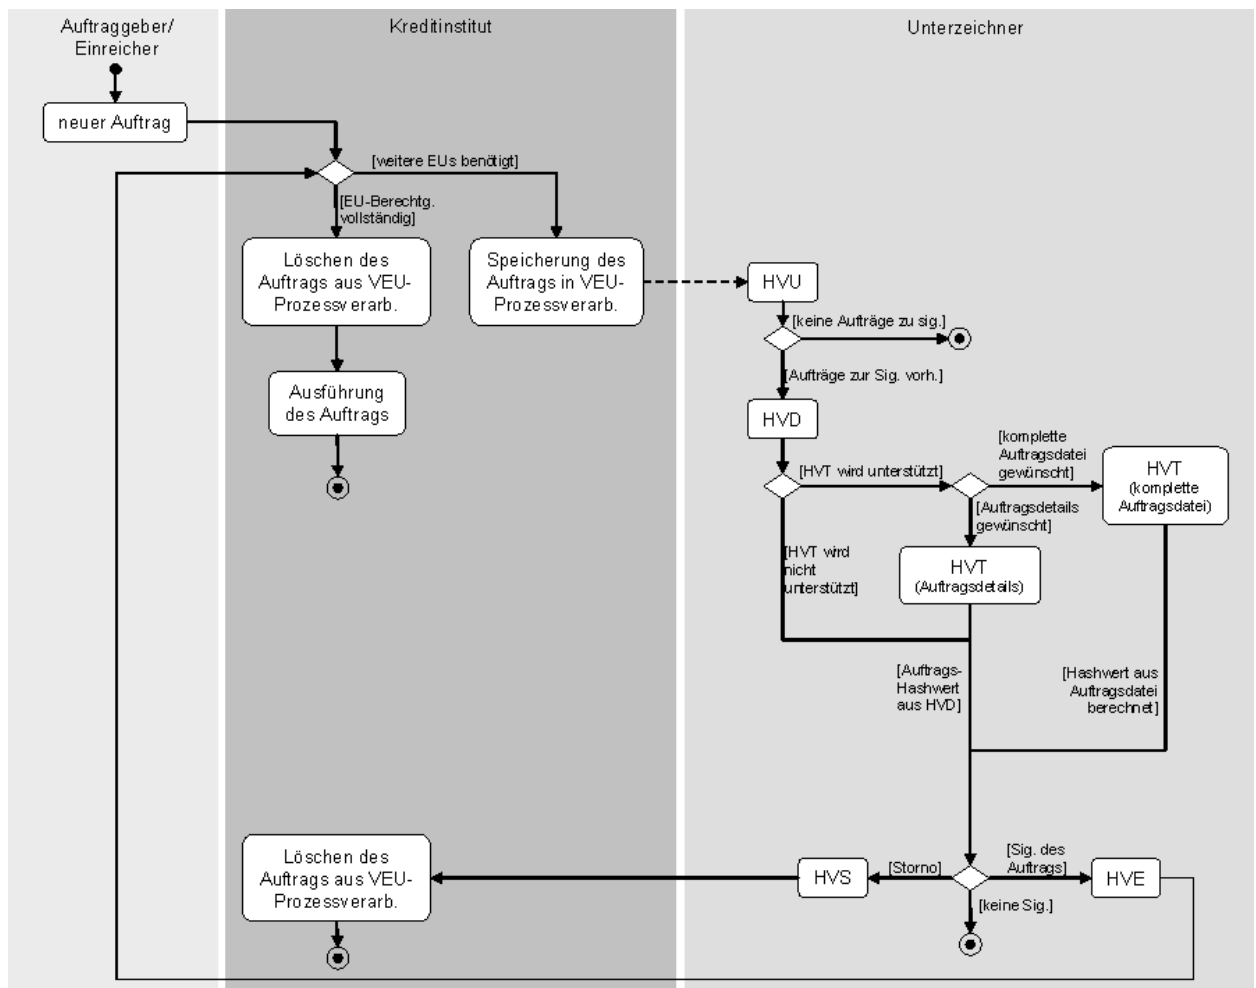 Auftraggeber/
Einreicher
Kreditinstitut
Unterzeichner
neuer Auftrag
[weitere EUs benötigt]
[EU-Berechtg.
vollständig]
Löschen des
Auftrags aus VEU-
Prozessverarb.
Speicherung des
Auftrags in VEU-
Prozessverarb.
HVU
[keine Aufträge zu sig.]
[Aufträge zur Sig. vorh.]
Ausführung
des Auftrags
HVD
[HVT wird unterstützt]
[komplette
Auftragsdatei
gewünscht]
HVT
(komplette
Auftragsdatei)
[Auftragsdetails
gewünscht]
[HVT wird
nicht
unterstützt]
HVT
(Auftragsdetails)
[Auftrags-
Hashwert
aus HVD]
[Hashwert aus
Auftragsdatei
berechnet]
Löschen des
Auftrags aus VEU-
Prozessverarb.
HVS
[Storno]
[Sig. des
Auftrags]
HVE
[keine Sig.]